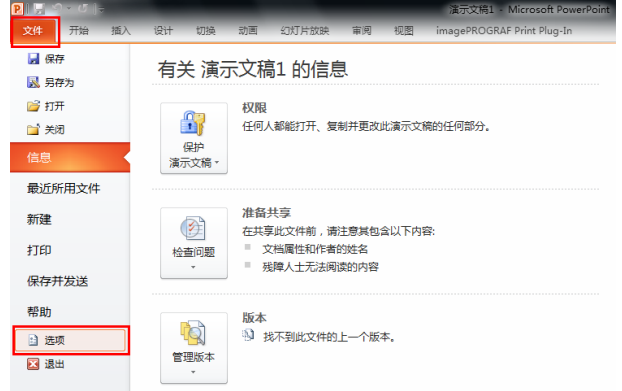 演示文稿1 - Microsoft PowerPoint
文件 开始 插入 设计 切换 动画 幻灯片放映 审阅 视图 imagePROGRAF Print Plug-In
保存
另存为
打开
关闭
信息
最近所用文件
新建
打印
保存并发送
帮助
选项
退出
有关 演示文稿1 的信息
保护
演示文稿
权限
任何人都能打开、复制并更改此演示文稿的任何部分。
检查问题
准备共享
在共享此文件前，请注意其包含以下内容:
文档属性和作者的姓名
残障人士无法阅读的内容
管理版本
版本
找不到此文件的上一个版本。